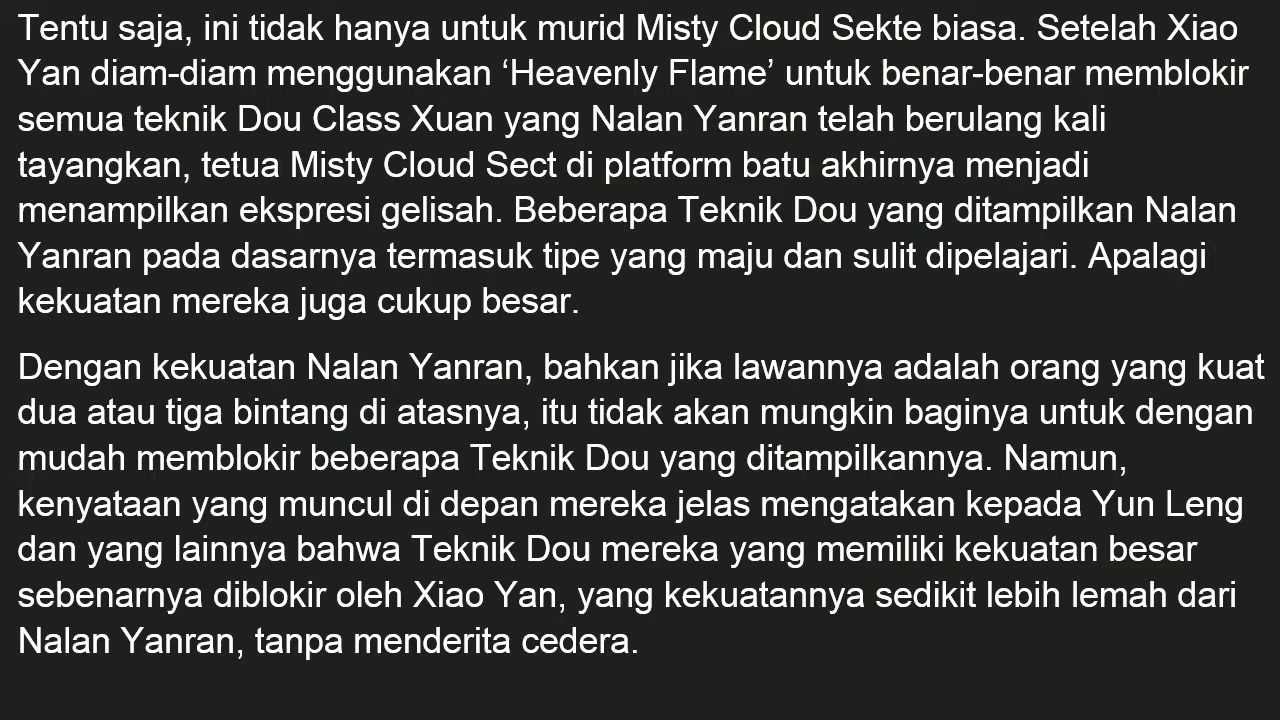 Tentu saja, ini tidak hanya untuk murid Misty Cloud Sekte biasa. Setelah Xiao
Yan diam-diam menggunakan ‘Heavenly Flame’ untuk benar-benar memblokir
semua teknik Dou Class Xuan yang Nalan Yanran telah berulang kali
tayangkan, tetua Misty Cloud Sect di platform batu akhirnya menjadi
menampilkan ekspresi gelisah. Beberapa Teknik Dou yang ditampilkan Nalan
Yanran pada dasarnya termasuk tipe yang maju dan sulit dipelajari. Apalagi
kekuatan mereka juga cukup besar.
Dengan kekuatan Nalan Yanran, bahkan jika lawannya adalah orang yang kuat
dua atau tiga bintang di atasnya, itu tidak akan mungkin baginya untuk dengan
mudah memblokir beberapa Teknik Dou yang ditampilkannya. Namun,
kenyataan yang muncul di depan mereka jelas mengatakan kepada Yun Leng
dan yang lainnya bahwa Teknik Dou mereka yang memiliki kekuatan besar
sebenarnya diblokir oleh Xiao Yan, yang kekuatannya sedikit lebih lemah dari
Nalan Yanran, tanpa menderita cedera.